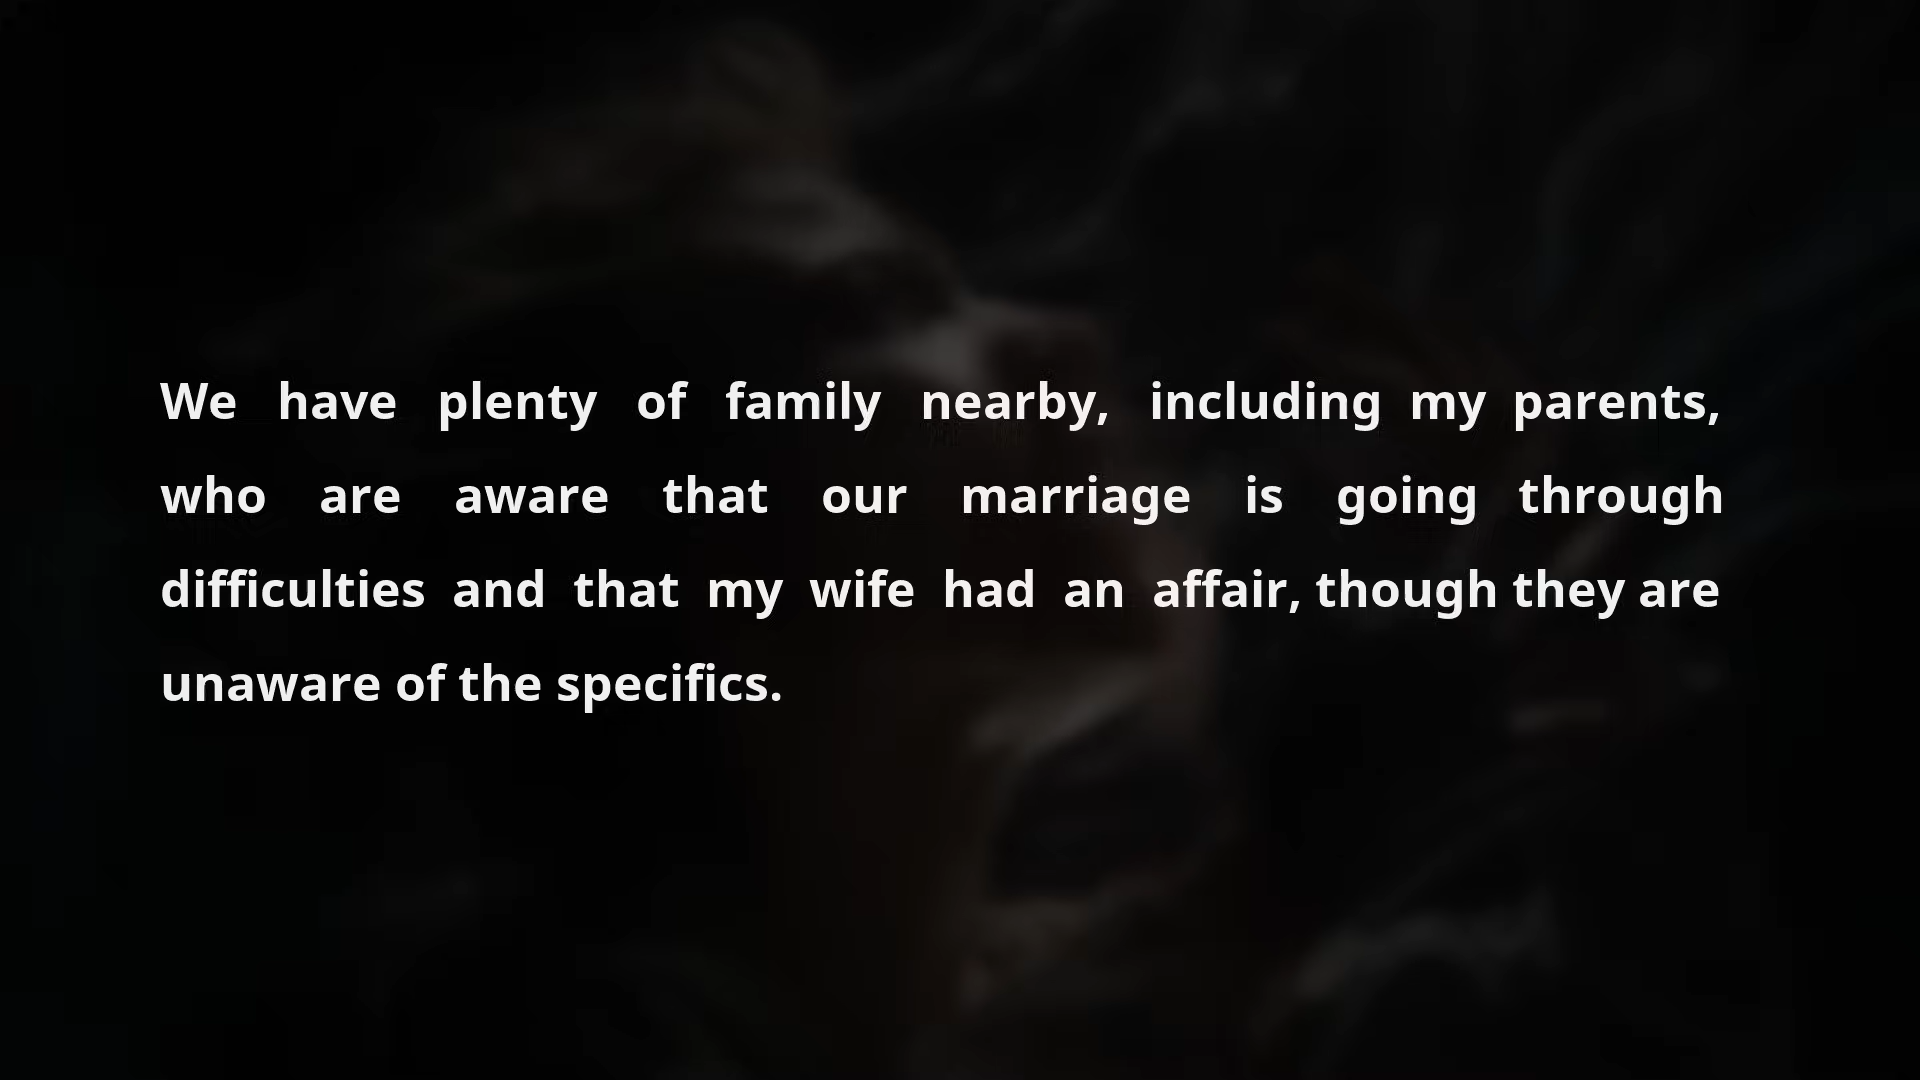 We have plenty of family nearby, including my parents,
who are aware that our marriage is going through
difficulties and that my wife had an affair, though they are
unaware of the specifics.